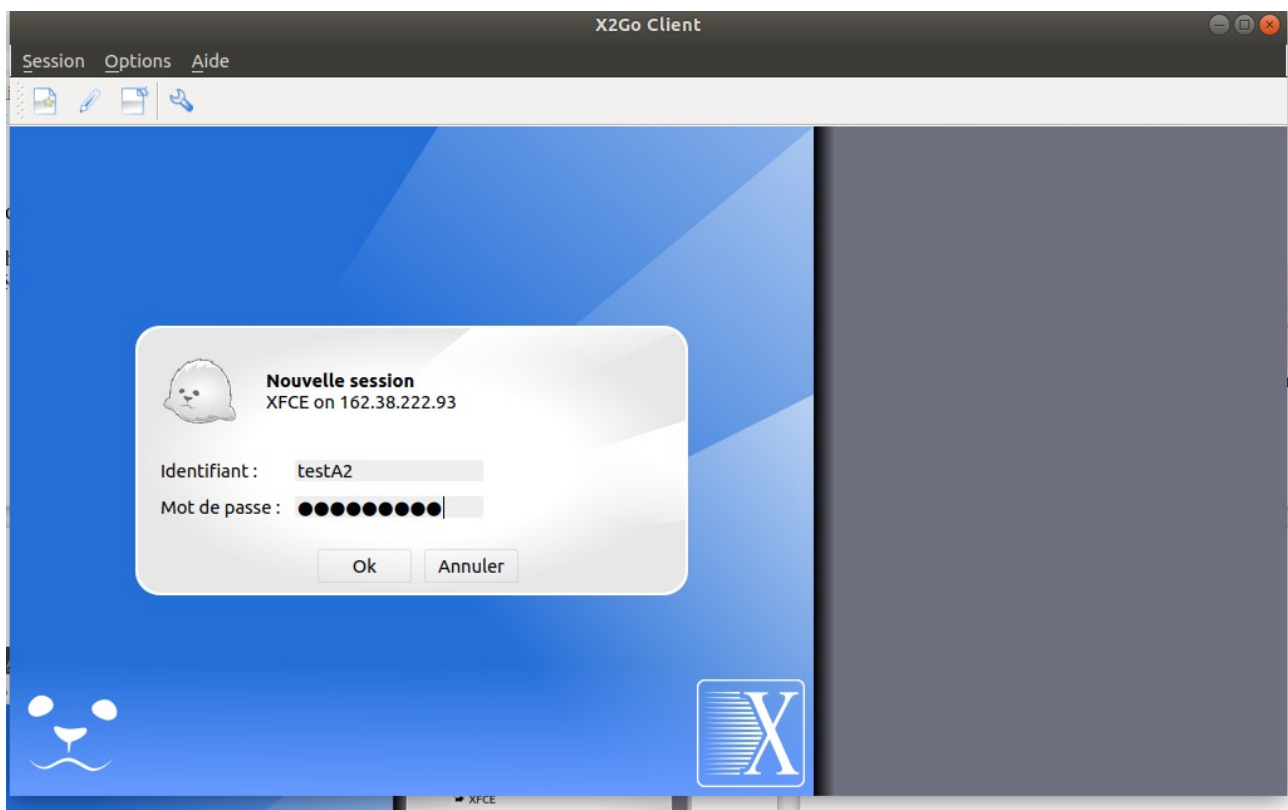 X2Go Client
Session Options Aide
Nouvelle session
XFCE on 162.38.222.93
Identifiant : testA2
Mot de passe : ●●●●●●●●●
Ok Annuler
X
XFCE